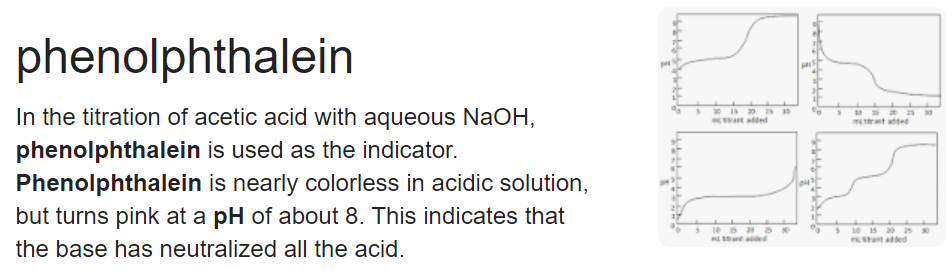 phenolphthalein
In the titration of acetic acid with aqueous NaOH,
phenolphthalein is used as the indicator.
Phenolphthalein is nearly colorless in acidic solution,
but turns pink at a pH of about 8. This indicates that
the base has neutralized all the acid.
pH
0 5 10 15 20 25 30
mL titrant added
pH
0 5 10 15 20 25 30
mL titrant added
pH
0 5 10 15 20 25 30
mL titrant added
pH
0 5 10 15 20 25 30
mL titrant added